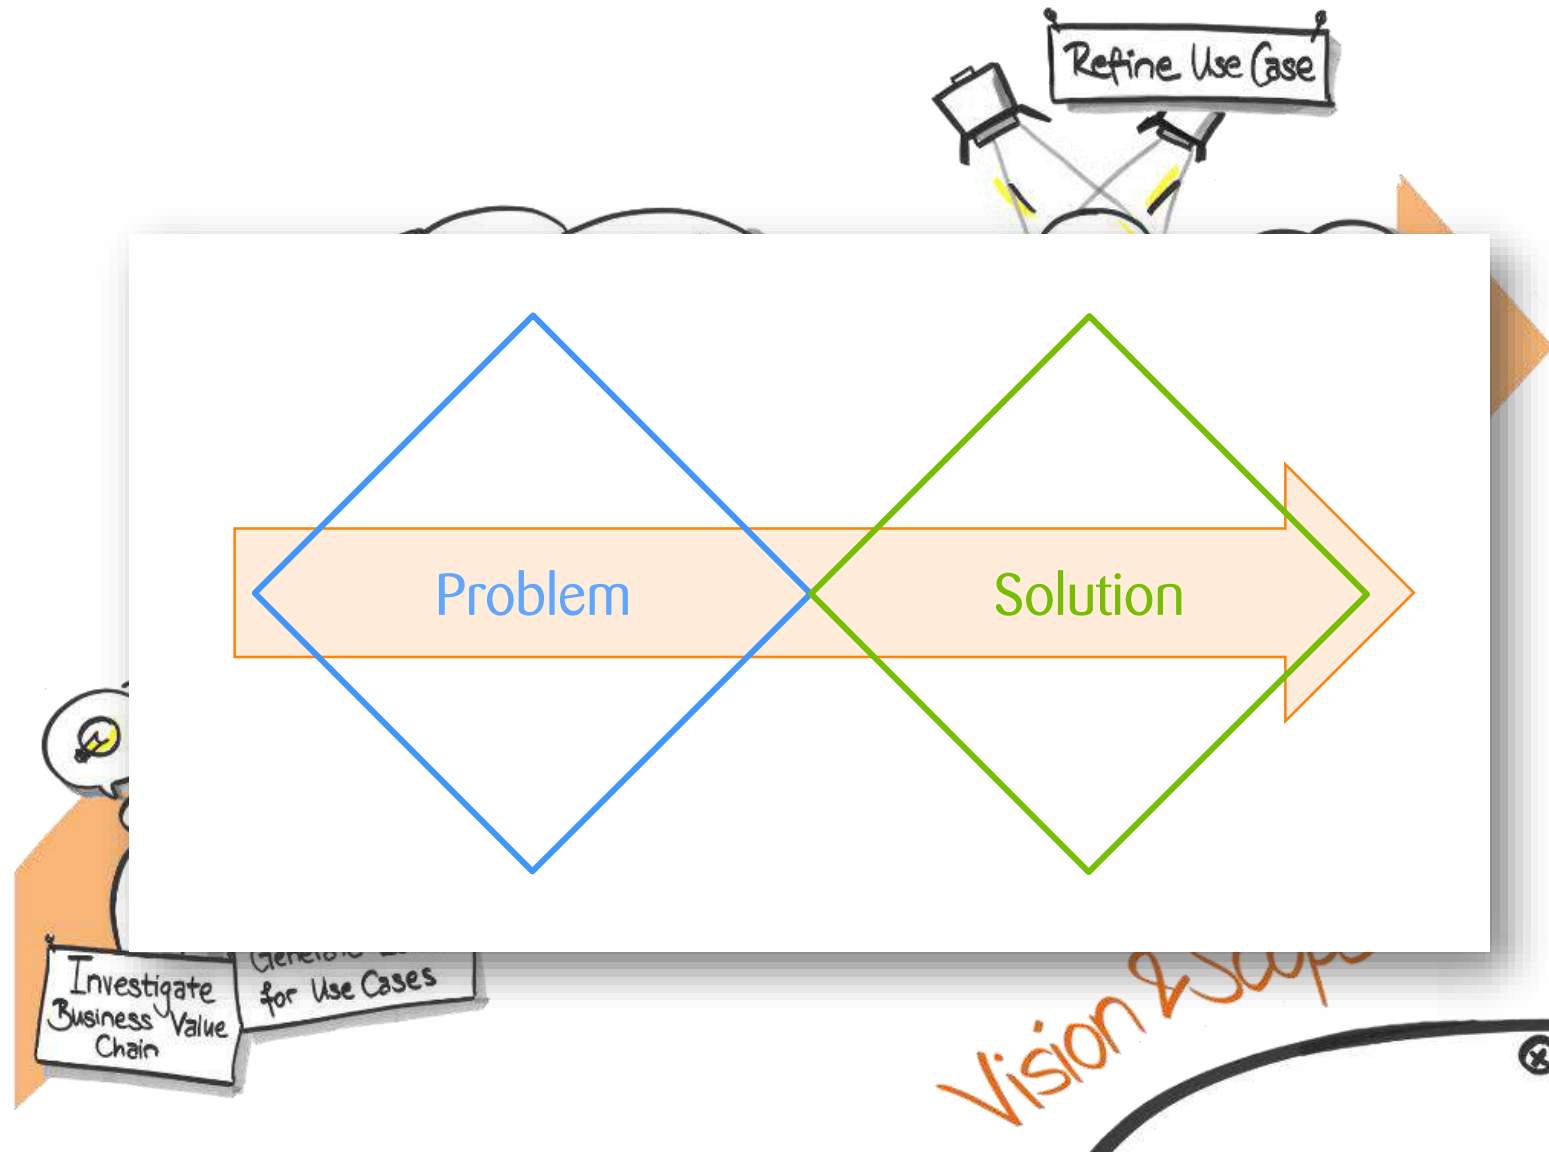 Refine Use Case
Problem
Solution
for Use Cases
Investigate
Business Value
Chain
Vision &